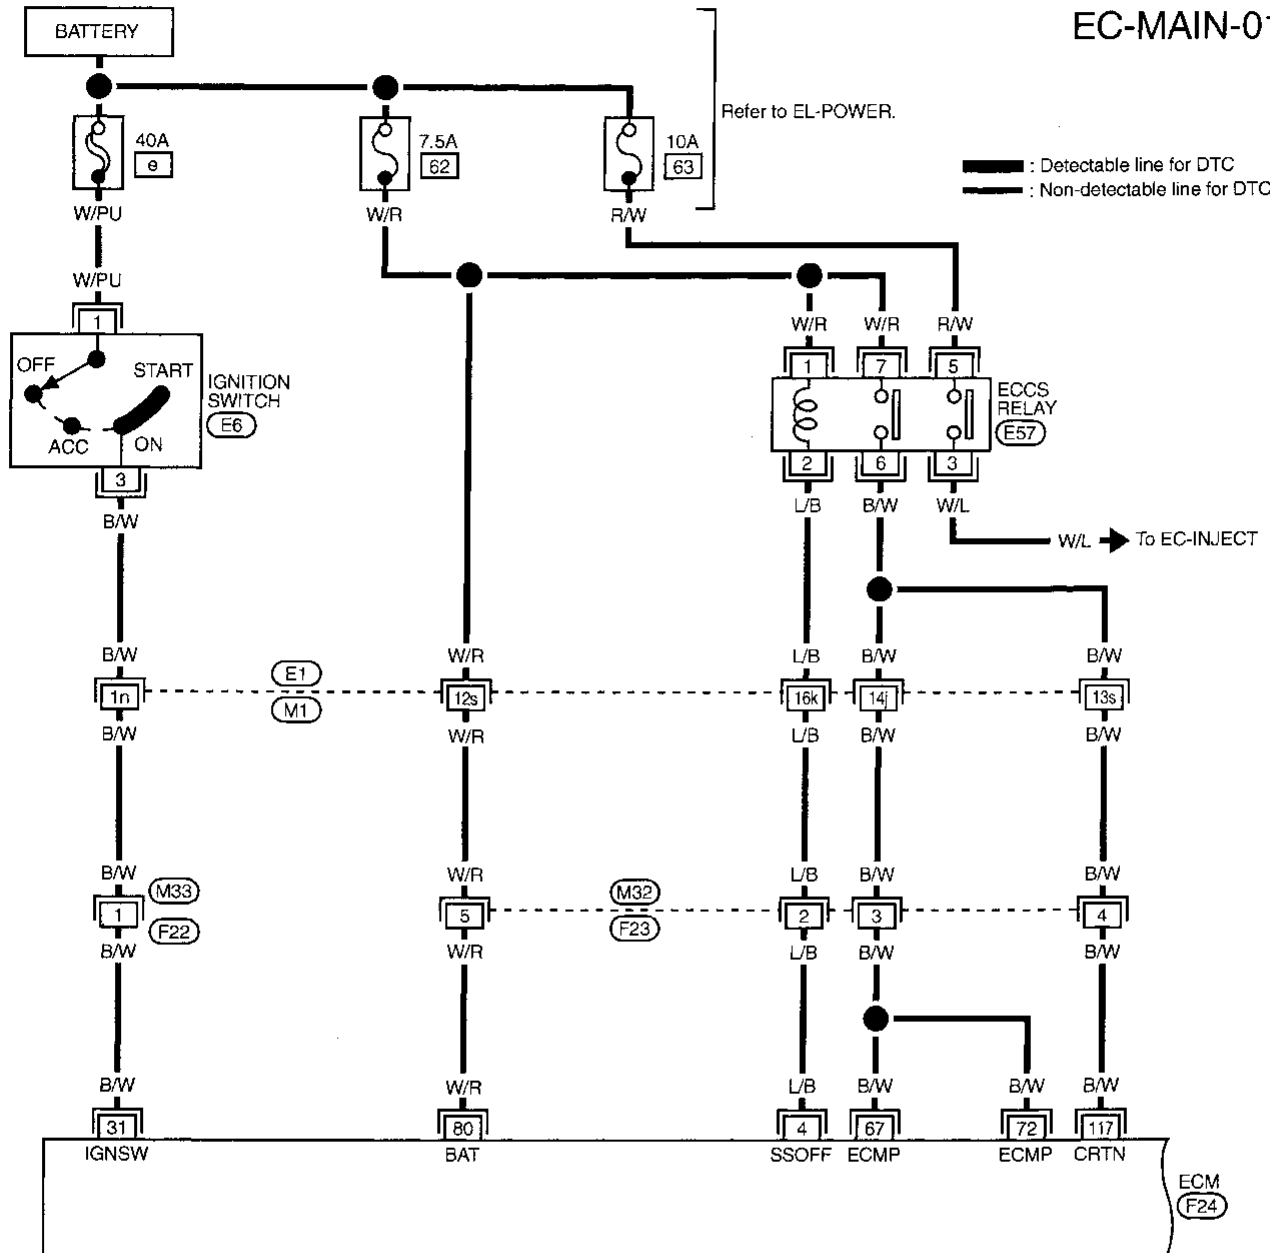 EC-MAIN-01
BATTERY
Refer to EL-POWER.
40A
e
7.5A
62
10A
63
: Detectable line for DTC
: Non-detectable line for DTC
W/PU
W/R
R/W
W/PU
1
W/R
W/R
R/W
1
7
5
OFF
START
ACC
ON
IGNITION
SWITCH
E6
ECCS
RELAY
E57
3
2
6
3
B/W
L/B
B/W
W/L
W/L
To EC-INJECT
B/W
W/R
L/B
B/W
B/W
E1
M1
1n
12s
16k
14j
13s
B/W
W/R
L/B
B/W
B/W
B/W
W/R
L/B
B/W
B/W
M33
F22
M32
F23
1
5
2
3
4
B/W
W/R
L/B
B/W
B/W
B/W
W/R
L/B
B/W
B/W
B/W
31
80
4
67
72
117
IGNSW
BAT
SSOFF
ECMP
ECMP
CRTN
ECM
F24